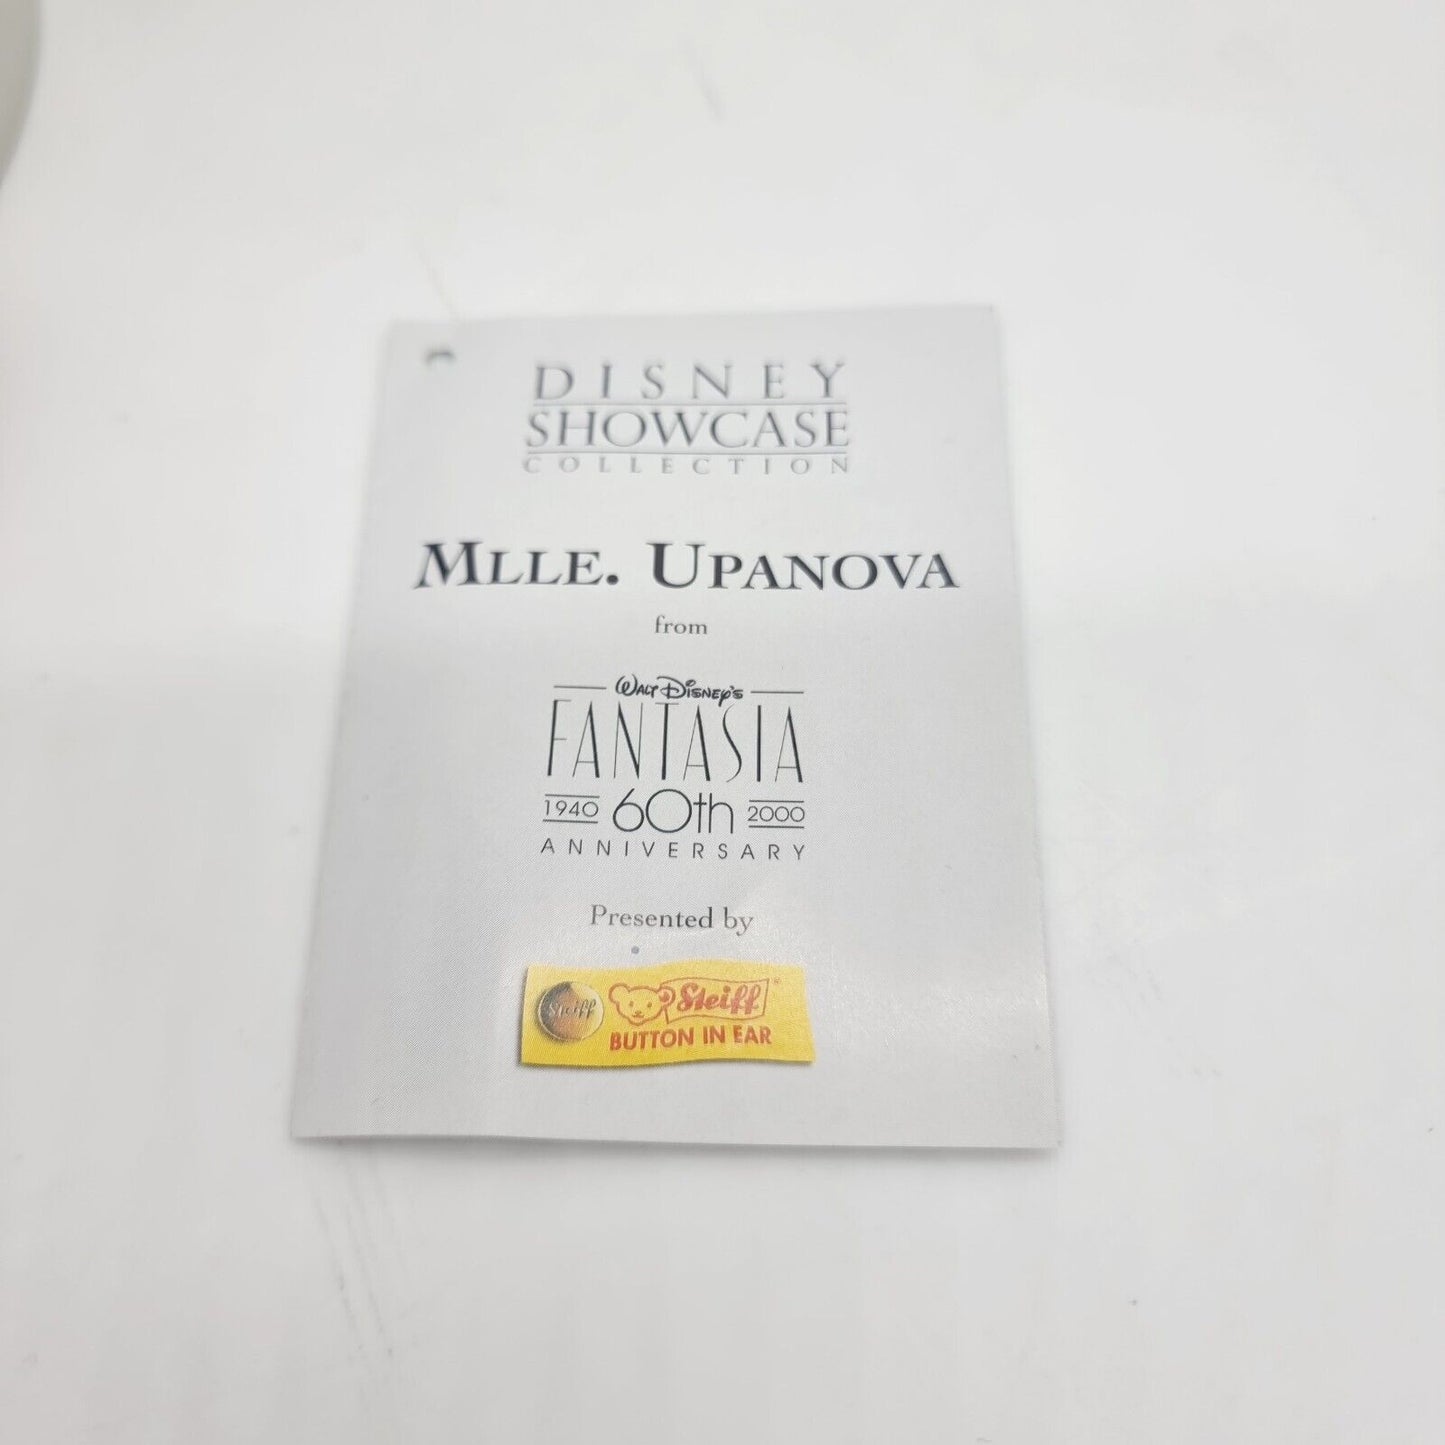 DISNEY
SHOWCASE
COLLECTION
MLLE. UPANOVA
from
WALT DISNEY'S
FANTASIA
1940 60th 2000
ANNIVERSARY
Presented by
Steiff Steiff
BUTTON IN EAR